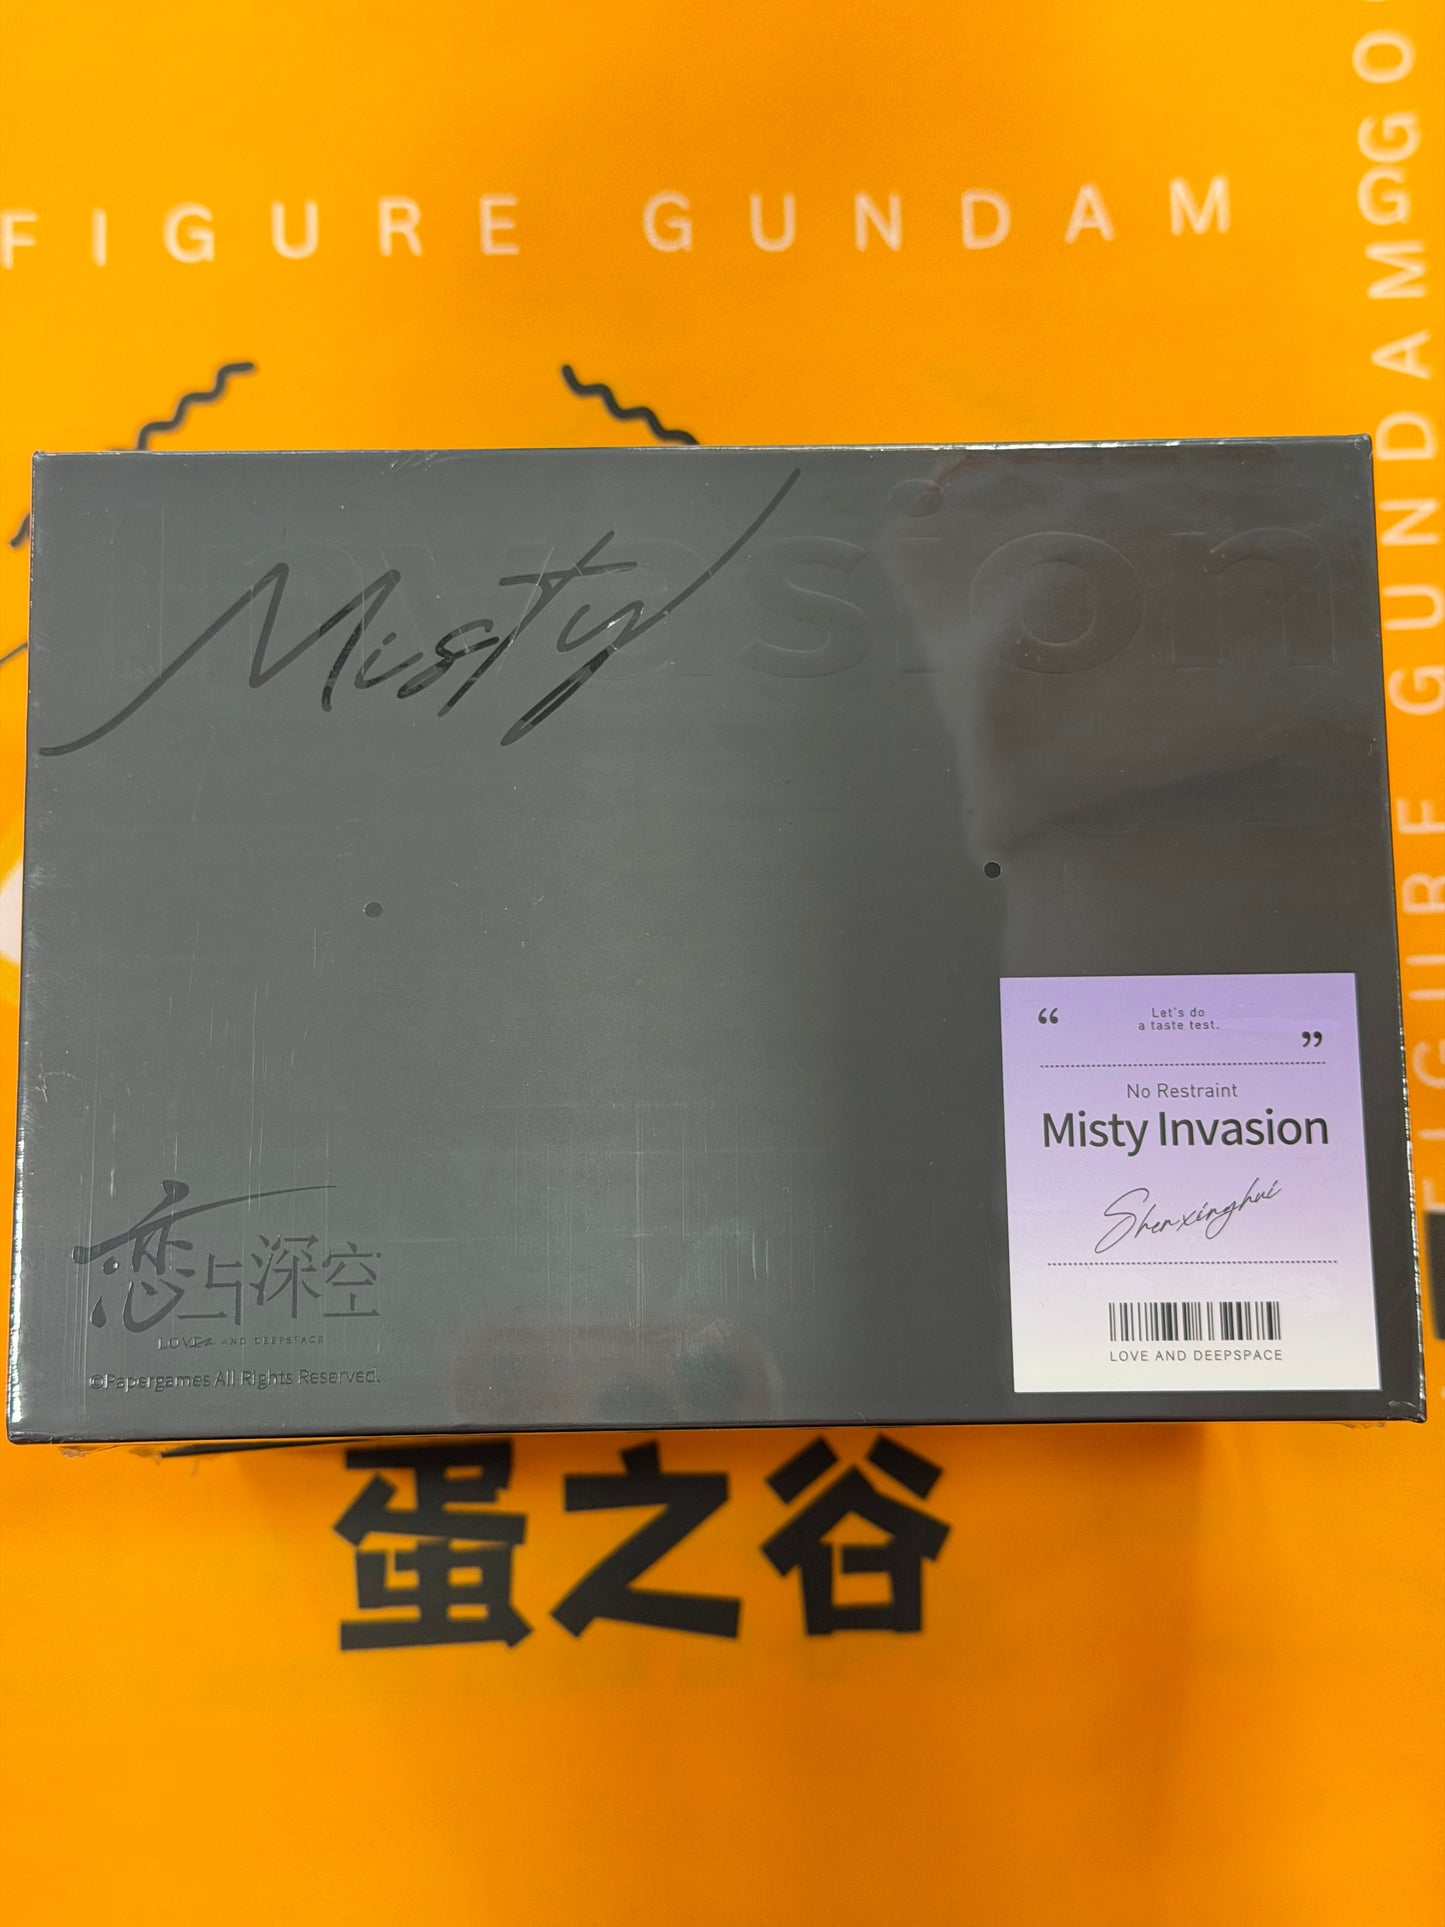 FIGURE GUNDAM
FIGURE GUNDAM
Invasion
Misty
“ Let's do
a taste test. ”
No Restraint
Misty Invasion
Shenxinghui
LOVE AND DEEPSPACE
恋与深空
LOVE AND DEEPSPACE
©Papergames All Rights Reserved.
蛋之谷